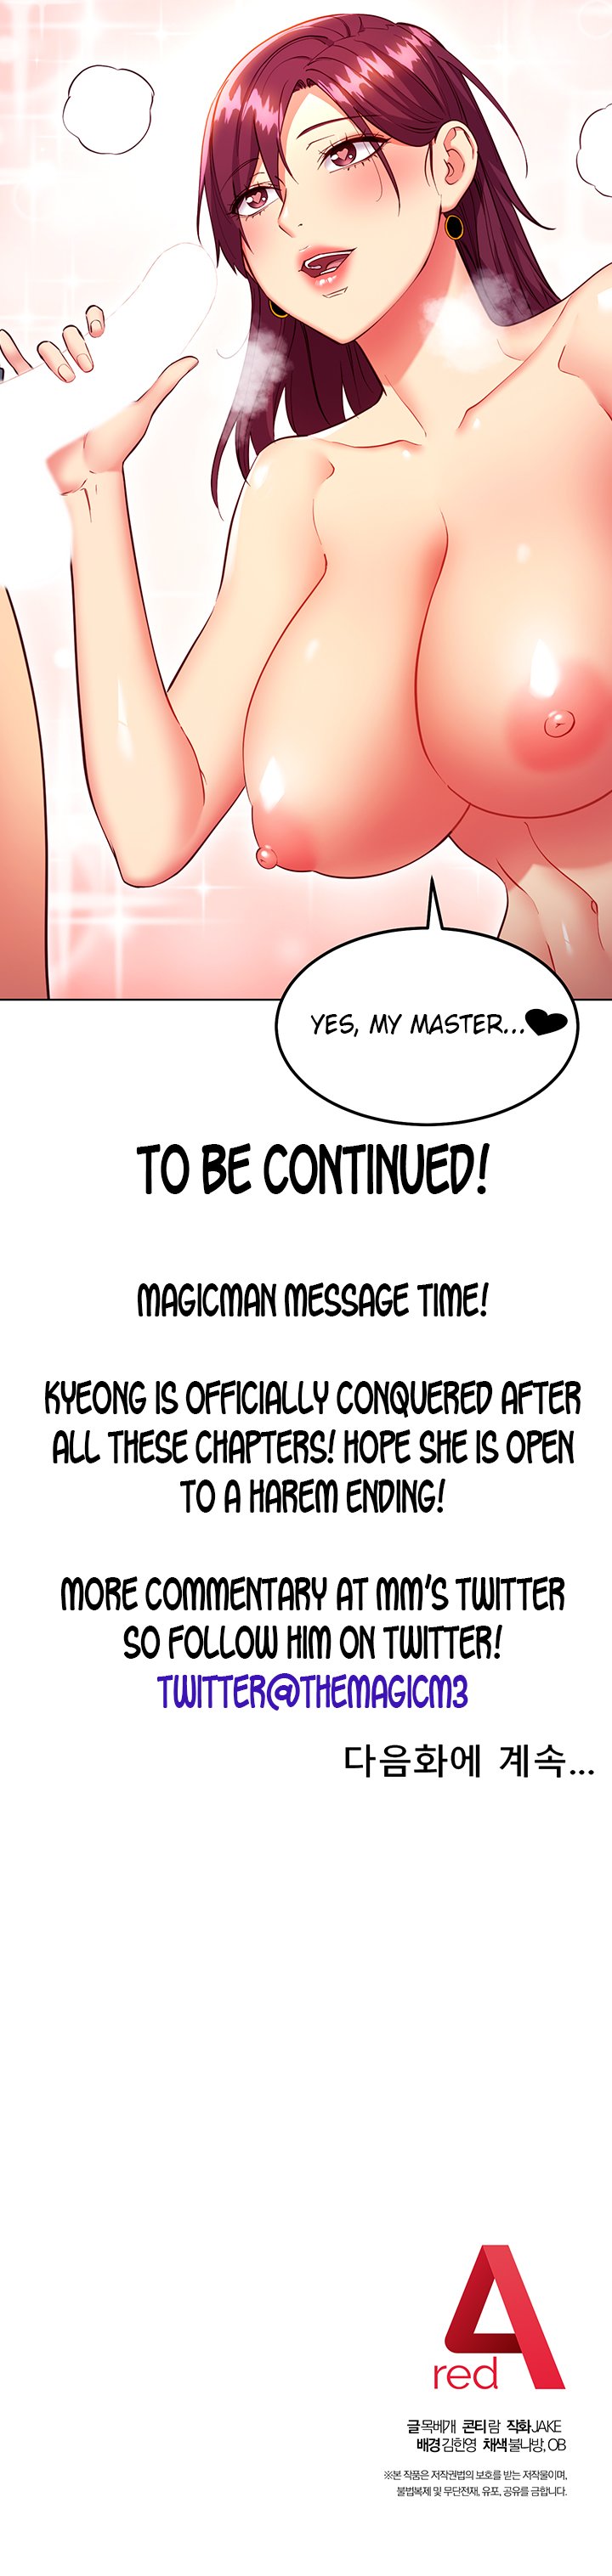 YES, MY MASTER...
TO BE CONTINUED!
MAGICMAN MESSAGE TIME!
KYEONG IS OFFICIALLY CONQUERED AFTER
ALL THESE CHAPTERS! HOPE SHE IS OPEN
TO A HAREM ENDING!
MORE COMMENTARY AT MM'S TWITTER
SO FOLLOW HIM ON TWITTER!
TWITTER@THEMAGICM3
다음화에 계속...
A
red
글 목베개 콘티 람 작화 JAKE
배경 김한영 채색 불나방, OB
※본 작품은 저작권법의 보호를 받는 저작물이며,
불법복제 및 무단전재, 유포, 공유를 금합니다.